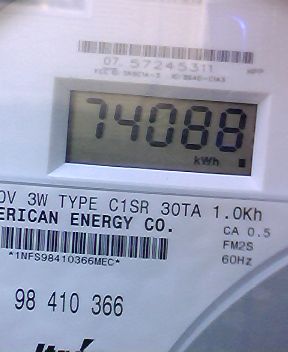 07 57245311
74088
kWh
0V 3W TYPE C1SR 30TA 1.0Kh
ERICAN ENERGY CO.
CA 0.5
FM2S
*1NFS98410366MEC*
60Hz
98 410 366